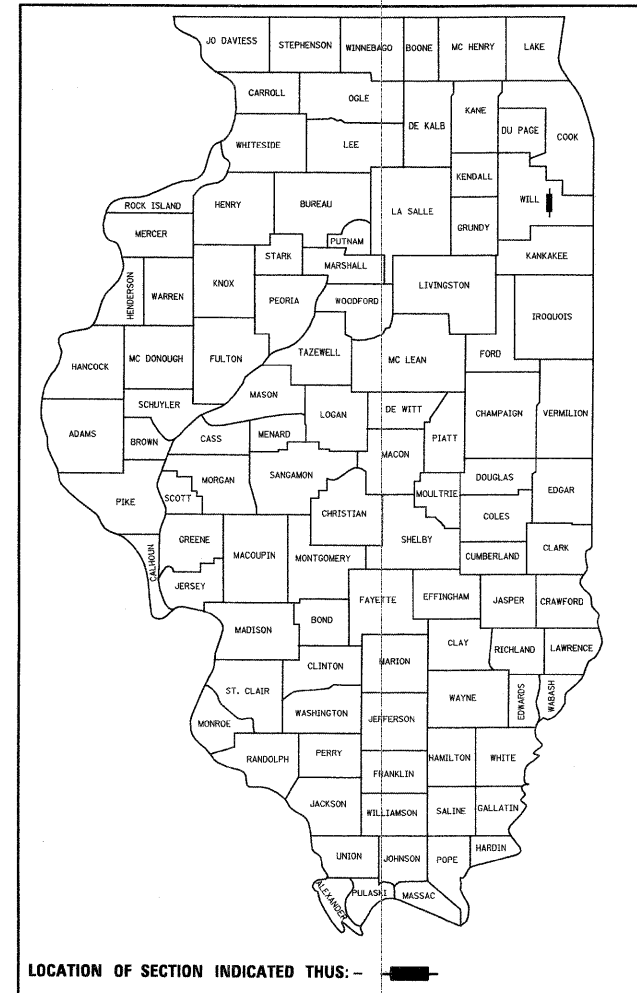 JO DAVIESS STEPHENSON WINNEBAGO BOONE MC HENRY LAKE
CARROLL OGLE DE KALB KANE DU PAGE COOK
WHITESIDE LEE KENDALL WILL
ROCK ISLAND HENRY BUREAU LA SALLE GRUNDY
MERCER PUTNAM KANKAKEE
HENDERSON WARREN KNOX STARK MARSHALL LIVINGSTON
PEORIA WOODFORD IROQUOIS
HANCOCK MC DONOUGH FULTON TAZEWELL MC LEAN FORD
SCHUYLER MASON LOGAN DE WITT CHAMPAIGN VERMILION
ADAMS BROWN CASS MENARD MACON PIATT
PIKE SCOTT MORGAN SANGAMON CHRISTIAN MOULTRIE DOUGLAS EDGAR
CALHOUN GREENE MACOUPIN MONTGOMERY SHELBY COLES
CUMBERLAND CLARK
JERSEY FAYETTE EFFINGHAM JASPER CRAWFORD
MADISON BOND CLAY RICHLAND LAWRENCE
CLINTON MARION
ST. CLAIR WASHINGTON JEFFERSON WAYNE EDWARDS WABASH
MONROE
RANDOLPH PERRY FRANKLIN HAMILTON WHITE
JACKSON WILLIAMSON SALINE GALLATIN
UNION JOHNSON POPE HARDIN
ALEXANDER PULASKI MASSAC
LOCATION OF SECTION INDICATED THUS: -